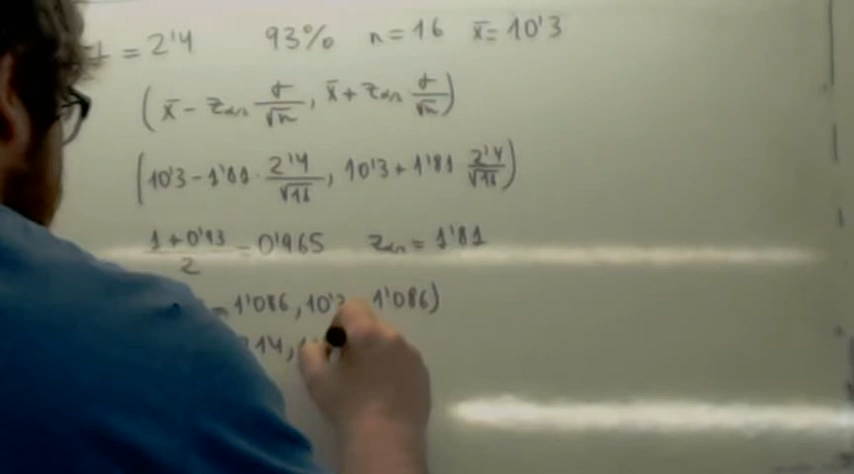 = 2'4 93% n = 16 x̄ = 10'3
(x̄ - z_{α/2} σ/√n, x̄ + z_{α/2} σ/√n)
(10'3 - 1'81 · 2'4/√16, 10'3 + 1'81 2'4/√16)
1 + 0'93/2 = 0'965 z_{α/2} = 1'81
- 1'086, 10'3 1'086)
14,